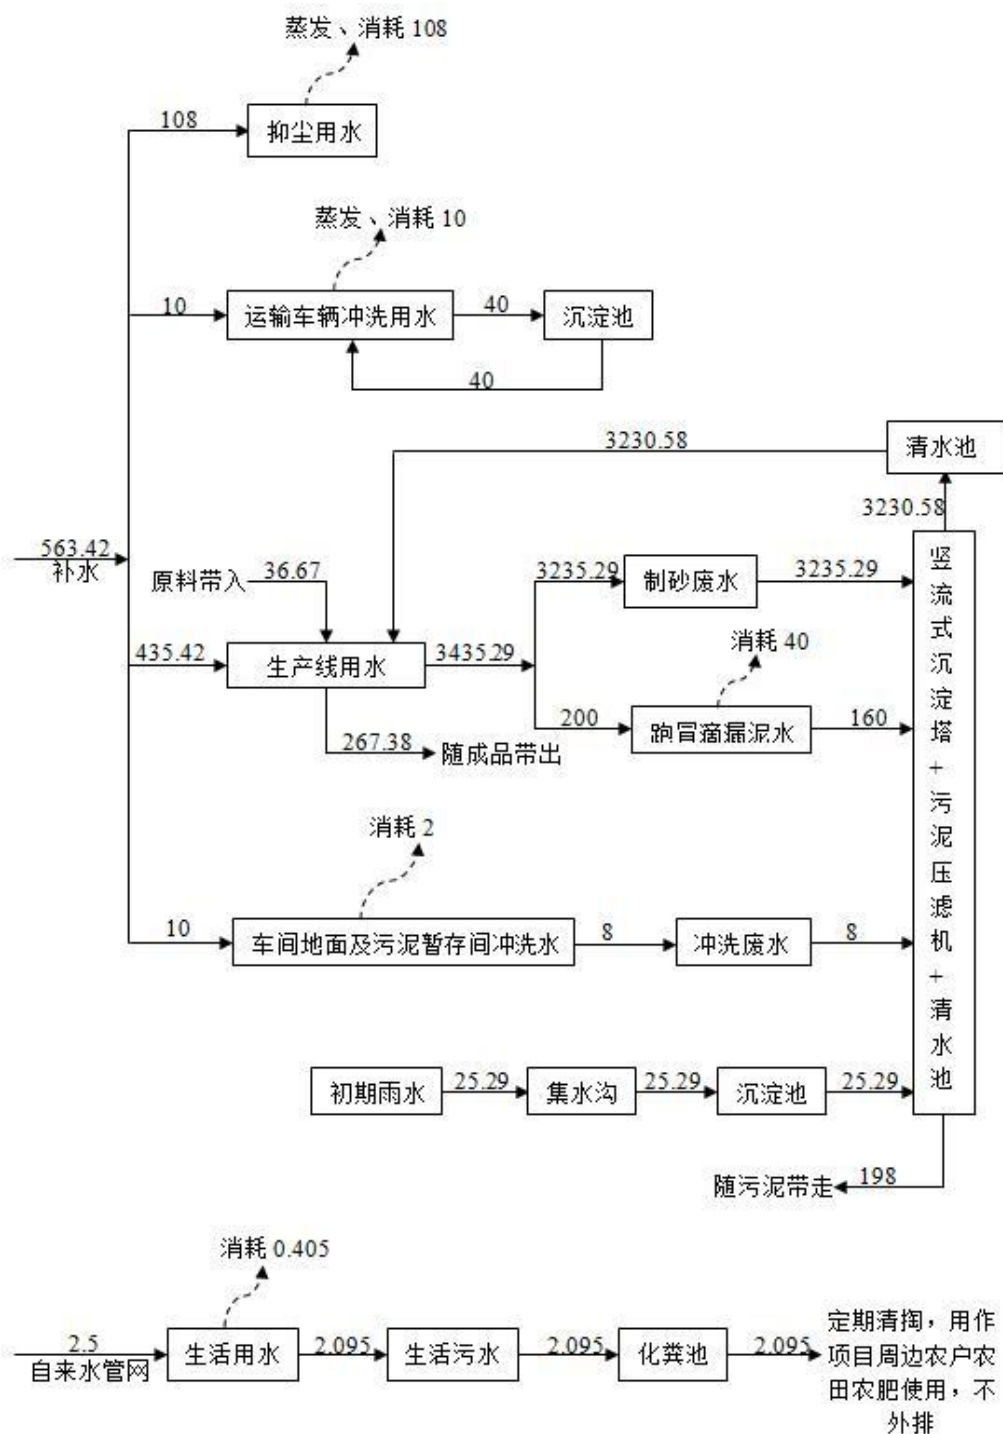 蒸发、消耗 108
108
抑尘用水
蒸发、消耗 10
10
运输车辆冲洗用水
40
沉淀池
40
3230.58
清水池
3230.58
563.42
补水
原料带入
36.67
3235.29
制砂废水
3235.29
消耗 40
435.42
生产线用水
3435.29
200
跑冒滴漏泥水
160
267.38
随成品带出
竖流式沉淀塔+污泥压滤机+清水池
消耗 2
10
车间地面及污泥暂存间冲洗水
8
冲洗废水
8
初期雨水
25.29
集水沟
25.29
沉淀池
25.29
随污泥带走
198
消耗 0.405
2.5
自来水管网
生活用水
2.095
生活污水
2.095
化粪池
2.095
定期清掏，用作
项目周边农户农
田农肥使用，不
外排